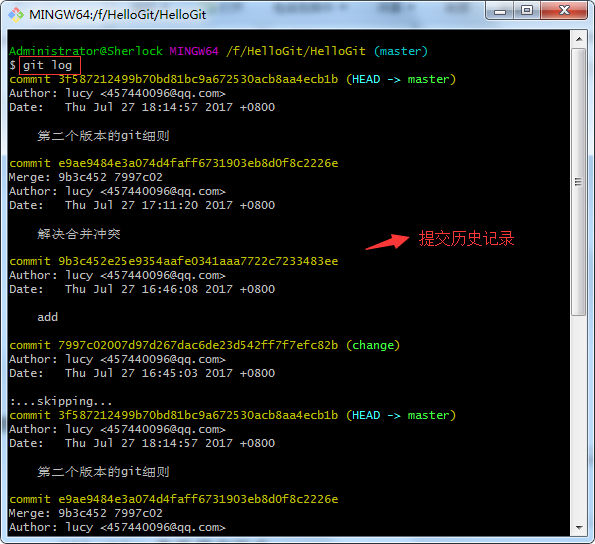 MINGW64:/f/HelloGit/HelloGit
Administrator@Sherlock MINGW64 /f/HelloGit/HelloGit (master)
$ git log
commit 3f587212499b70bd81bc9a672530acb8aa4ecb1b (HEAD -> master)
Author: lucy <457440096@qq.com>
Date:   Thu Jul 27 18:14:57 2017 +0800
第二个版本的git细则
commit e9ae9484e3a074d4faff6731903eb8d0f8c2226e
Merge: 9b3c452 7997c02
Author: lucy <457440096@qq.com>
Date:   Thu Jul 27 17:11:20 2017 +0800
解决合并冲突
提交历史记录
commit 9b3c452e25e9354aafe0341aaa7722c7233483ee
Author: lucy <457440096@qq.com>
Date:   Thu Jul 27 16:46:08 2017 +0800
add
commit 7997c02007d97d267dac6de23d542ff7f7efc82b (change)
Author: lucy <457440096@qq.com>
Date:   Thu Jul 27 16:45:03 2017 +0800
:...skipping...
commit 3f587212499b70bd81bc9a672530acb8aa4ecb1b (HEAD -> master)
Author: lucy <457440096@qq.com>
Date:   Thu Jul 27 18:14:57 2017 +0800
第二个版本的git细则
commit e9ae9484e3a074d4faff6731903eb8d0f8c2226e
Merge: 9b3c452 7997c02
Author: lucy <457440096@qq.com>